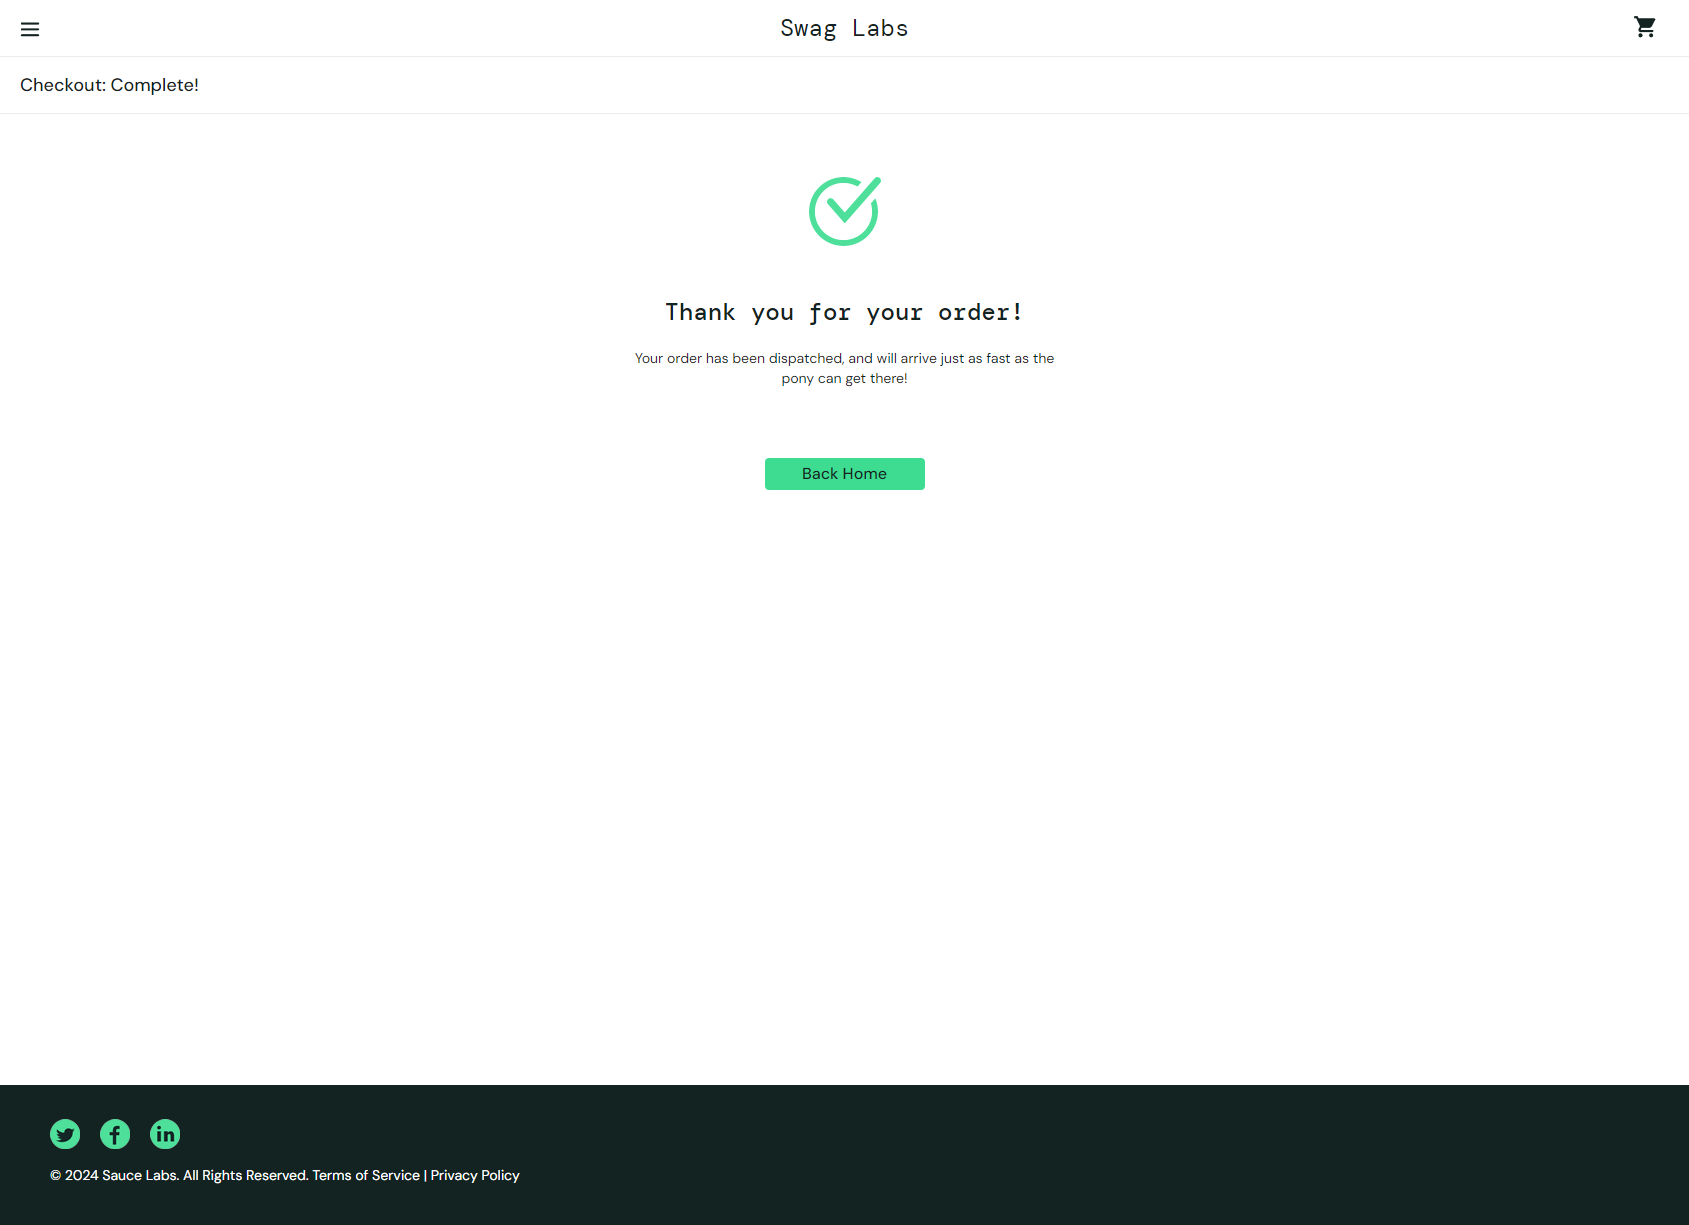 Swag Labs
Checkout: Complete!
Thank you for your order!
Your order has been dispatched, and will arrive just as fast as the
pony can get there!
Back Home
© 2024 Sauce Labs. All Rights Reserved. Terms of Service | Privacy Policy